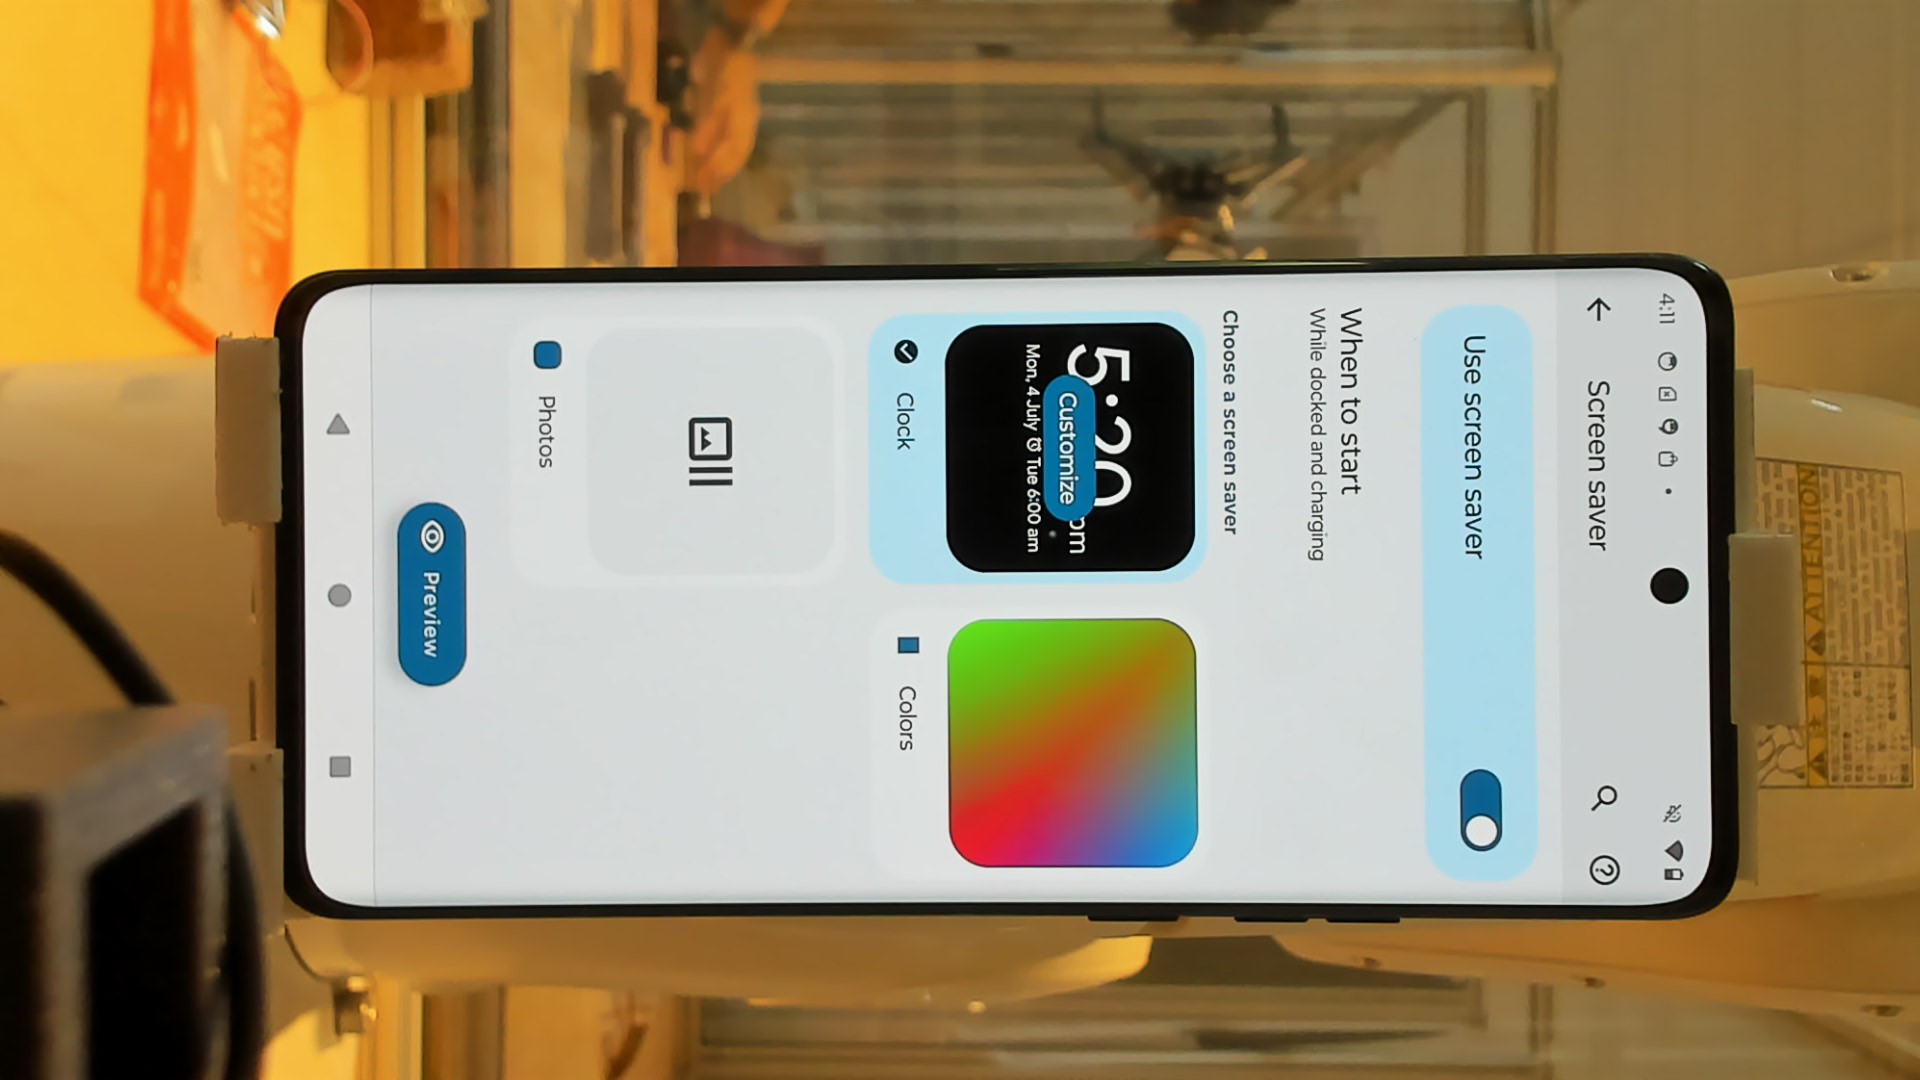 4:11
Screen saver
Use screen saver
When to start
While docked and charging
Choose a screen saver
5:20 pm
Customize
Mon, 4 July Tue 6:00 am
Clock
Colors
Photos
Preview
ATTENTION